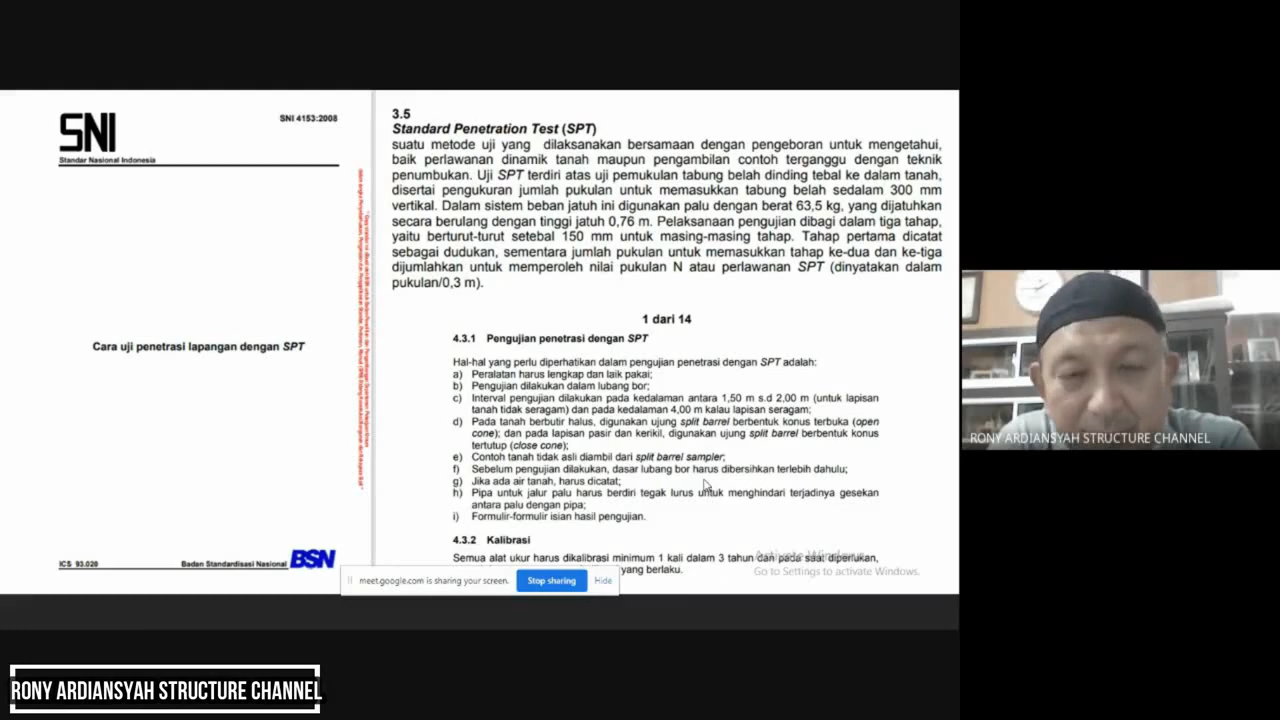 SNI
Standar Nasional Indonesia
SNI 4153:2008
Cara uji penetrasi lapangan dengan SPT
ICS 93.020
Badan Standardisasi Nasional
BSN
3.5
Standard Penetration Test (SPT)
suatu metode uji yang dilaksanakan bersamaan dengan pengeboran untuk mengetahui,
baik perlawanan dinamik tanah maupun pengambilan contoh terganggu dengan teknik
penumbukan. Uji SPT terdiri atas uji pemukulan tabung belah dinding tebal ke dalam tanah,
disertai pengukuran jumlah pukulan untuk memasukkan tabung belah sedalam 300 mm
vertikal. Dalam sistem beban jatuh ini digunakan palu dengan berat 63,5 kg, yang dijatuhkan
secara berulang dengan tinggi jatuh 0,76 m. Pelaksanaan pengujian dibagi dalam tiga tahap,
yaitu berturut-turut setebal 150 mm untuk masing-masing tahap. Tahap pertama dicatat
sebagai dudukan, sementara jumlah pukulan untuk memasukkan tahap ke-dua dan ke-tiga
dijumlahkan untuk memperoleh nilai pukulan N atau perlawanan SPT (dinyatakan dalam
pukulan/0,3 m).
1 dari 14
4.3.1 Pengujian penetrasi dengan SPT
Hal-hal yang perlu diperhatikan dalam pengujian penetrasi dengan SPT adalah:
a) Peralatan harus lengkap dan laik pakai;
b) Pengujian dilakukan dalam lubang bor;
c) Interval pengujian dilakukan pada kedalaman antara 1,50 m s.d 2,00 m (untuk lapisan
tanah tidak seragam) dan pada kedalaman 4,00 m kalau lapisan seragam;
d) Pada tanah berbutir halus, digunakan ujung split barrel berbentuk konus terbuka (open
cone); dan pada lapisan pasir dan kerikil, digunakan ujung split barrel berbentuk konus
tertutup (close cone);
e) Contoh tanah tidak asli diambil dari split barrel sampler;
f) Sebelum pengujian dilakukan, dasar lubang bor harus dibersihkan terlebih dahulu;
g) Jika ada air tanah, harus dicatat;
h) Pipa untuk jalur palu harus berdiri tegak lurus untuk menghindari terjadinya gesekan
antara palu dengan pipa;
i) Formulir-formulir isian hasil pengujian.
4.3.2 Kalibrasi
Semua alat ukur harus dikalibrasi minimum 1 kali dalam 3 tahun dan pada saat diperlukan,
yang berlaku.
Activate Windows
Go to Settings to activate Windows.
meet.google.com is sharing your screen.
Stop sharing
Hide
RONY ARDIANSYAH STRUCTURE CHANNEL
RONY ARDIANSYAH STRUCTURE CHANNEL